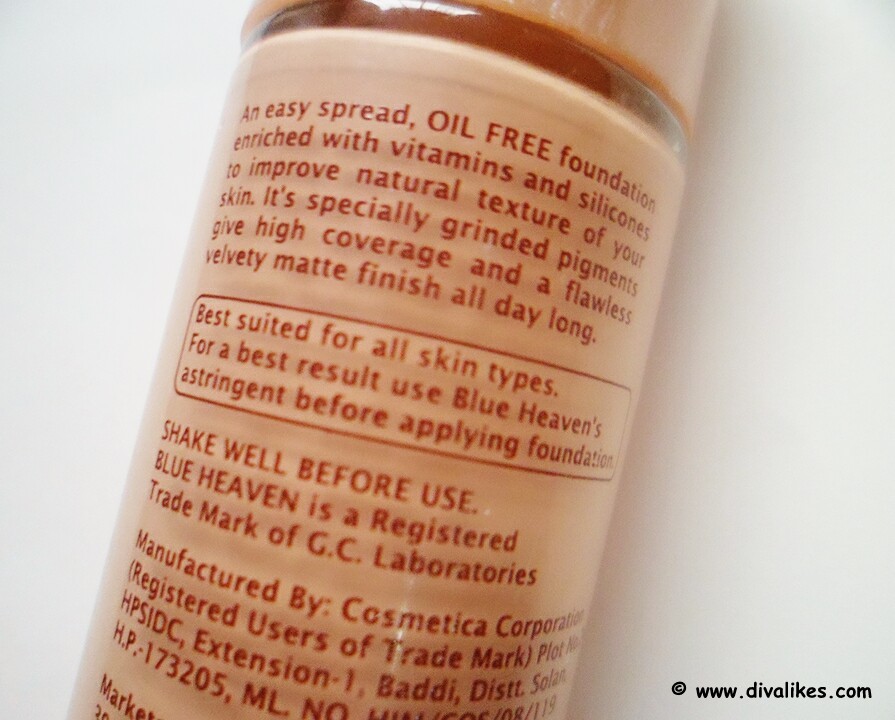 An easy spread, OIL FREE foundation
enriched with vitamins and silicones
to improve natural texture of your
skin. It's specially grinded pigments
give high coverage and a flawless
velvety matte finish all day long.
Best suited for all skin types.
For a best result use Blue Heaven's
astringent before applying foundation.
SHAKE WELL BEFORE USE.
BLUE HEAVEN is a Registered
Trade Mark of G.C. Laboratories
Manufactured By: Cosmetica Corporation
(Registered Users of Trade Mark) Plot No
HPSIDC, Extension-1, Baddi, Distt. Solan,
H.P.-173205, ML. NO. HIM/COS/08/119
© www.divalikes.com